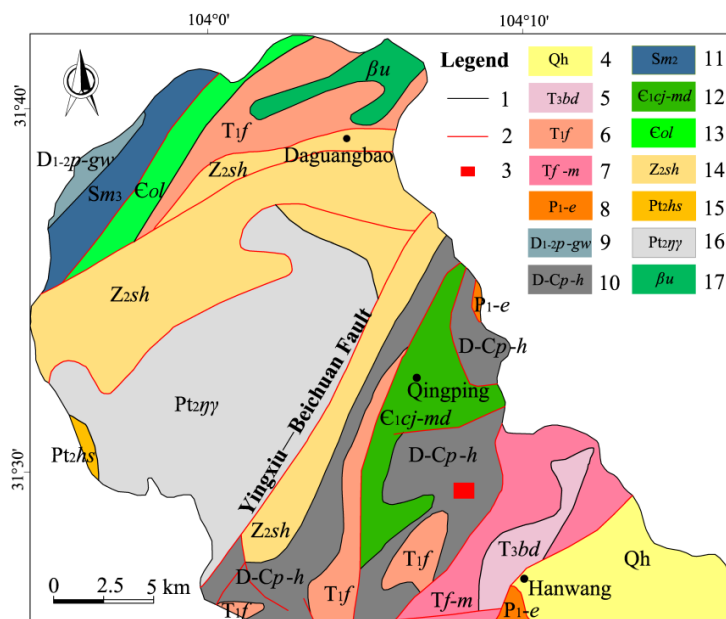 104°0'
104°10'
31°40'
31°30'
Legend
1
2
3
Qh 4
T3bd 5
T1f 6
Tf-m 7
P1-e 8
D1-2p-gw 9
D-Cp-h 10
Sm2 11
Є1cj-md 12
Єol 13
Z2sh 14
Pt2hs 15
Pt2ηγ 16
βu 17
βu
T1f
Daguangbao
D1-2p-gw
Z2sh
Sm3
Єol
Z2sh
P1-e
D-Cp-h
Yingxiu—Beichuan Fault
Qingping
Pt2ηγ
Є1cj-md
Pt2hs
D-Cp-h
Z2sh
T3bd
T1f
Qh
D-Cp-h
Hanwang
Tf-m
T1f
T1f
P1-e
0 2.5 5 km